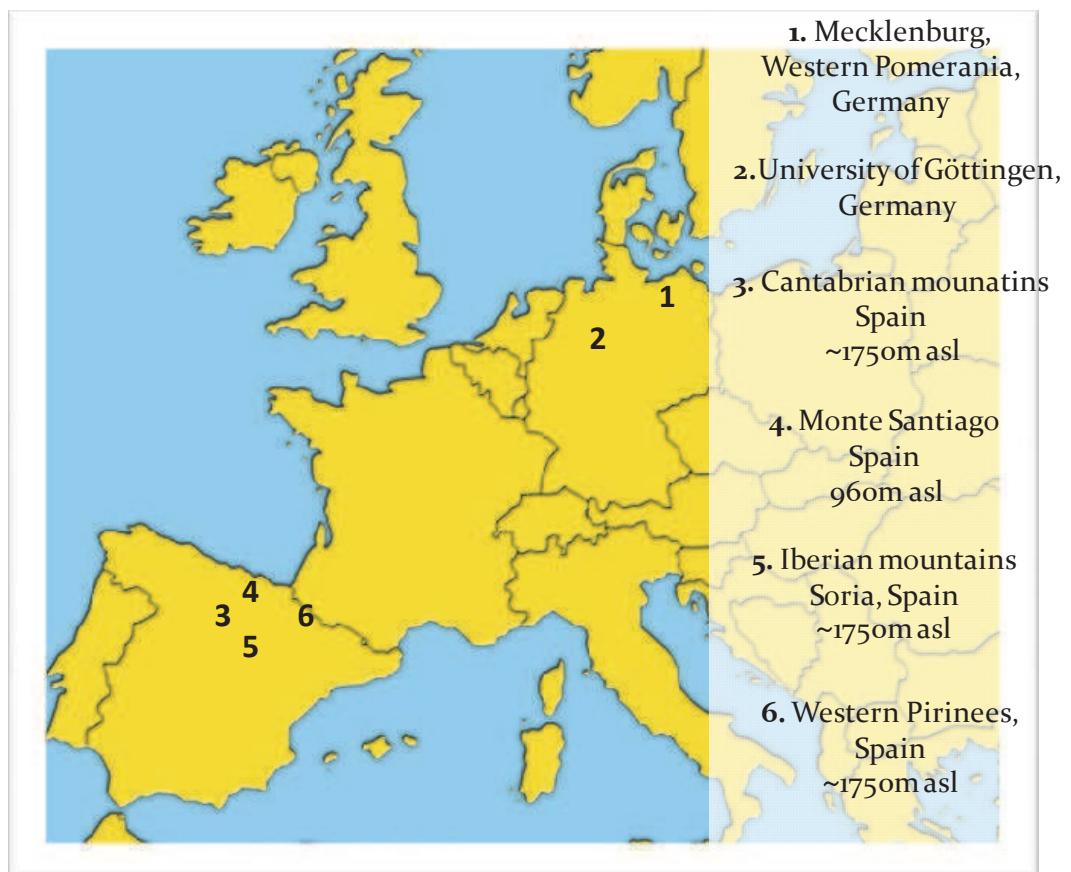 1. Mecklenburg,
Western Pomerania,
Germany
2.University of Göttingen,
Germany
3. Cantabrian mounatins
Spain
~1750m asl
4. Monte Santiago
Spain
960m asl
5. Iberian mountains
Soria, Spain
~1750m asl
6. Western Pirinees,
Spain
~1750m asl
1
2
4
3
6
5